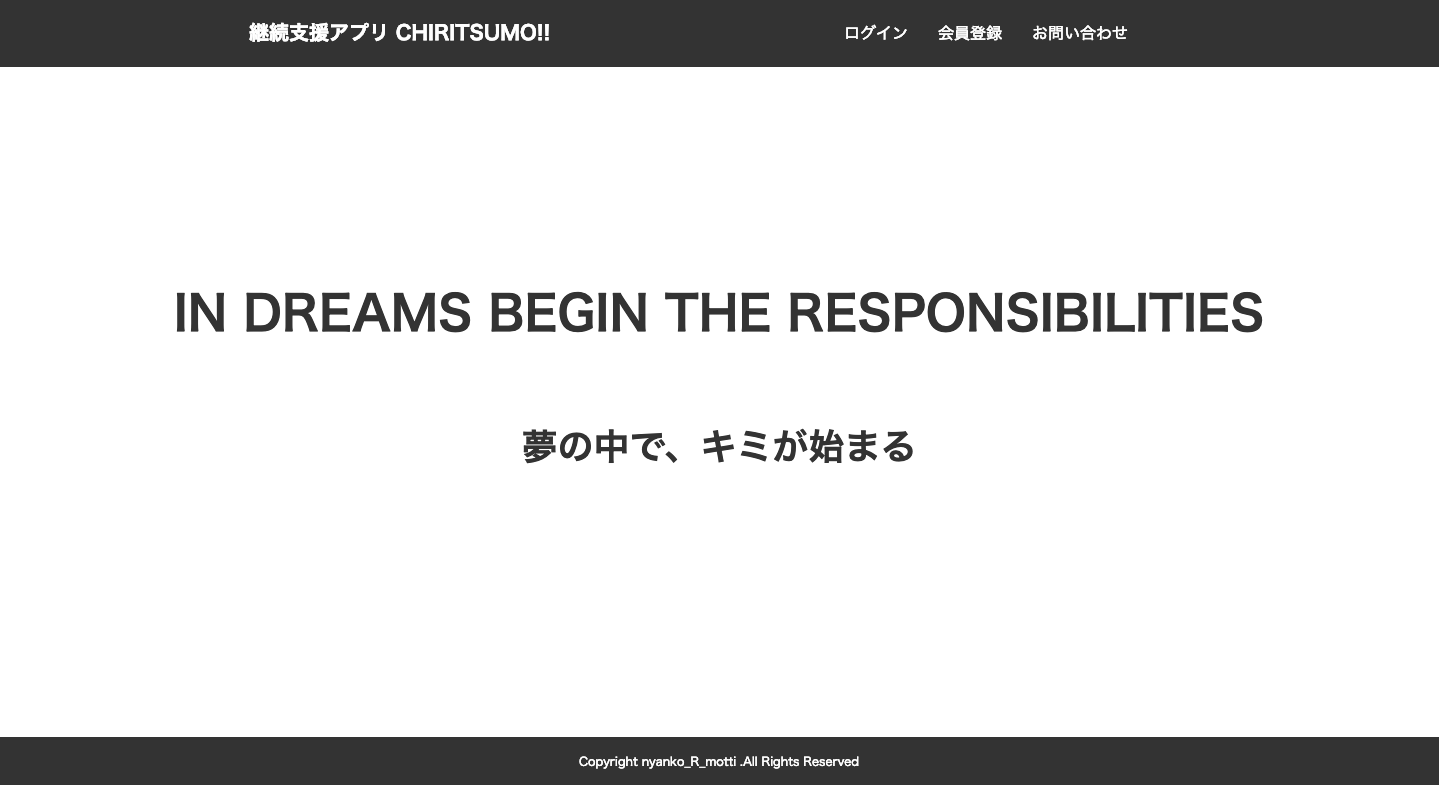 継続支援アプリ CHIRITSUMO!!
ログイン 会員登録 お問い合わせ
IN DREAMS BEGIN THE RESPONSIBILITIES
夢の中で、キミが始まる
Copyright nyanko_R_motti .All Rights Reserved